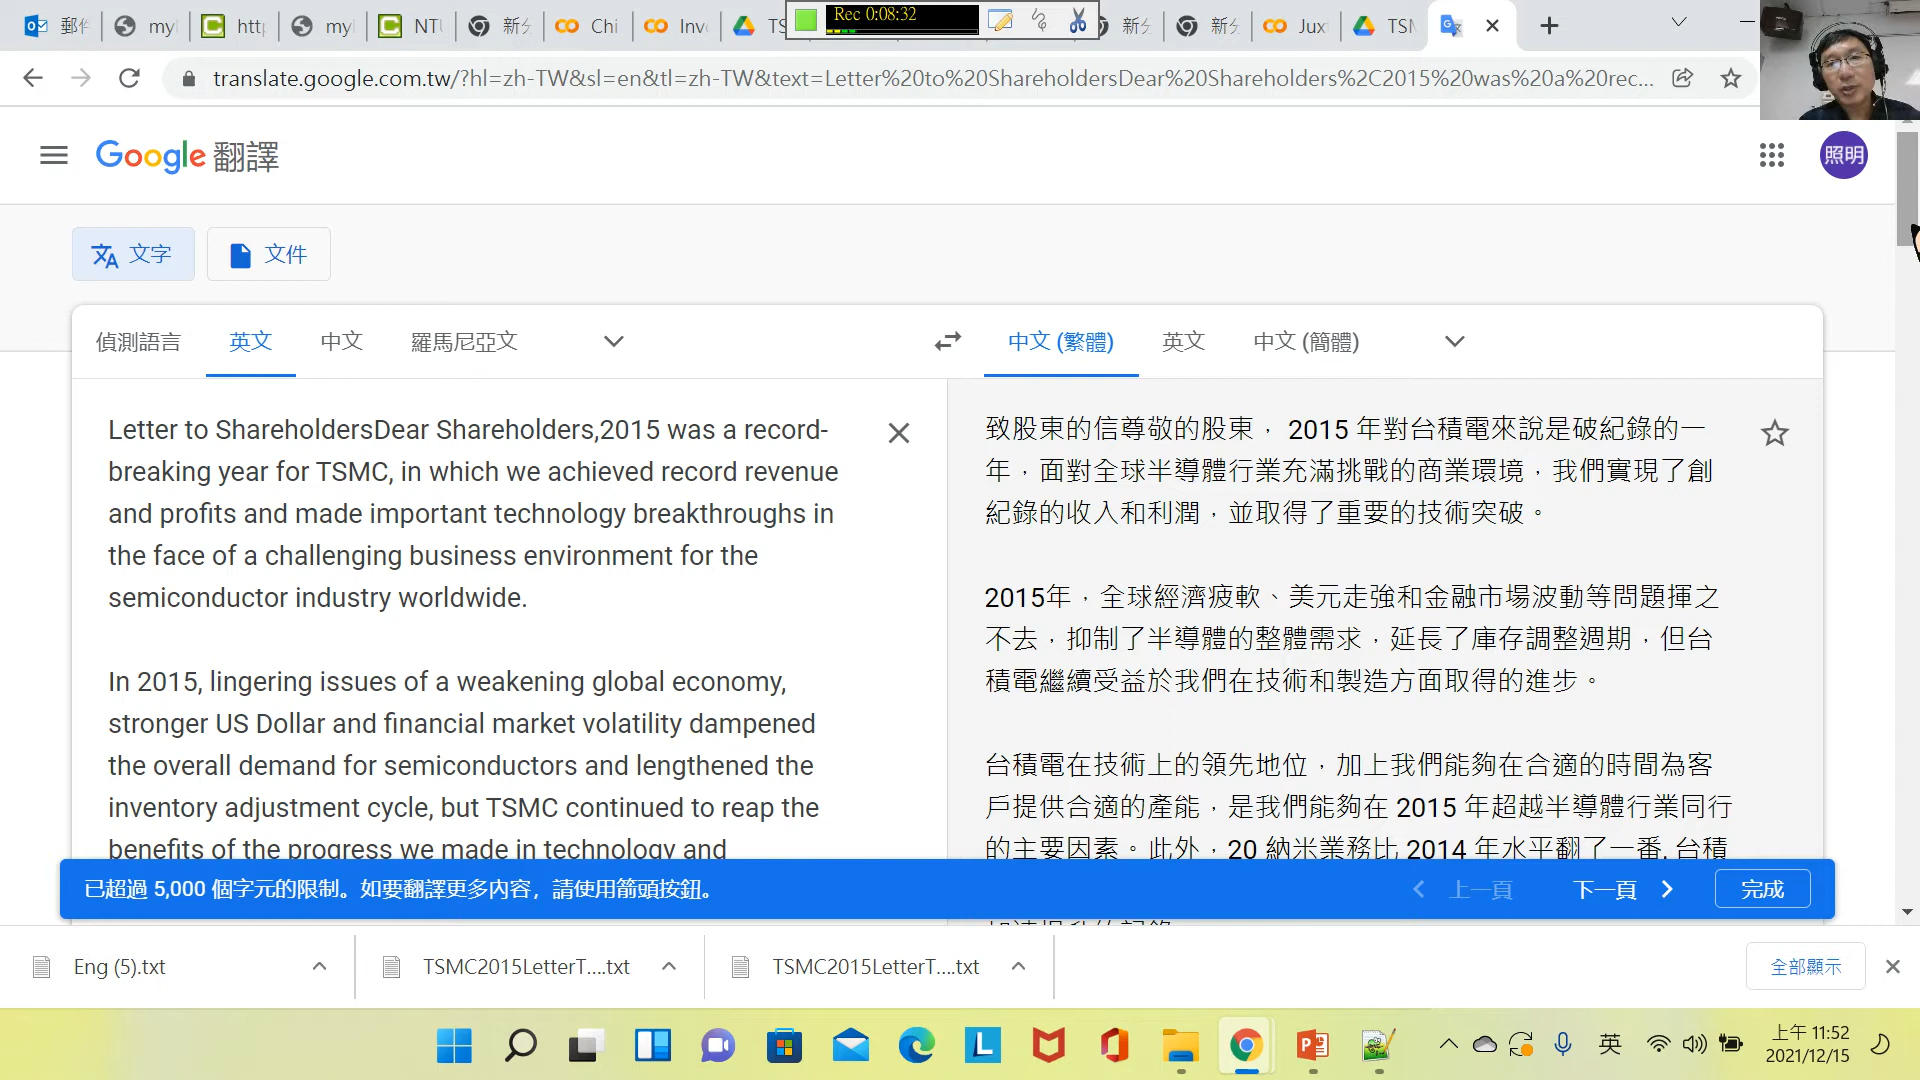 郵件
my
http
my
NTU
新分
Chi
Inv
TS
Rec 0:08:32
新分
新分
Jux
TSM
translate.google.com.tw/?hl=zh-TW&sl=en&tl=zh-TW&text=Letter%20to%20ShareholdersDear%20Shareholders%2C2015%20was%20a%20rec...
Google 翻譯
照明
文字
文件
偵測語言
英文
中文
羅馬尼亞文
中文 (繁體)
英文
中文 (簡體)
Letter to ShareholdersDear Shareholders,2015 was a record-
breaking year for TSMC, in which we achieved record revenue
and profits and made important technology breakthroughs in
the face of a challenging business environment for the
semiconductor industry worldwide.
In 2015, lingering issues of a weakening global economy,
stronger US Dollar and financial market volatility dampened
the overall demand for semiconductors and lengthened the
inventory adjustment cycle, but TSMC continued to reap the
benefits of the progress we made in technology and
致股東的信尊敬的股東， 2015 年對台積電來說是破紀錄的一
年，面對全球半導體行業充滿挑戰的商業環境，我們實現了創
紀錄的收入和利潤，並取得了重要的技術突破。
2015年，全球經濟疲軟、美元走強和金融市場波動等問題揮之
不去，抑制了半導體的整體需求，延長了庫存調整週期，但台
積電繼續受益於我們在技術和製造方面取得的進步。
台積電在技術上的領先地位，加上我們能夠在合適的時間為客
戶提供合適的產能，是我們能夠在 2015 年超越半導體行業同行
的主要因素。此外，20 納米業務比 2014 年水平翻了一番, 台積
已超過 5,000 個字元的限制。如要翻譯更多內容，請使用箭頭按鈕。
上一頁
下一頁
完成
Eng (5).txt
TSMC2015LetterT....txt
TSMC2015LetterT....txt
全部顯示
英
上午 11:52
2021/12/15